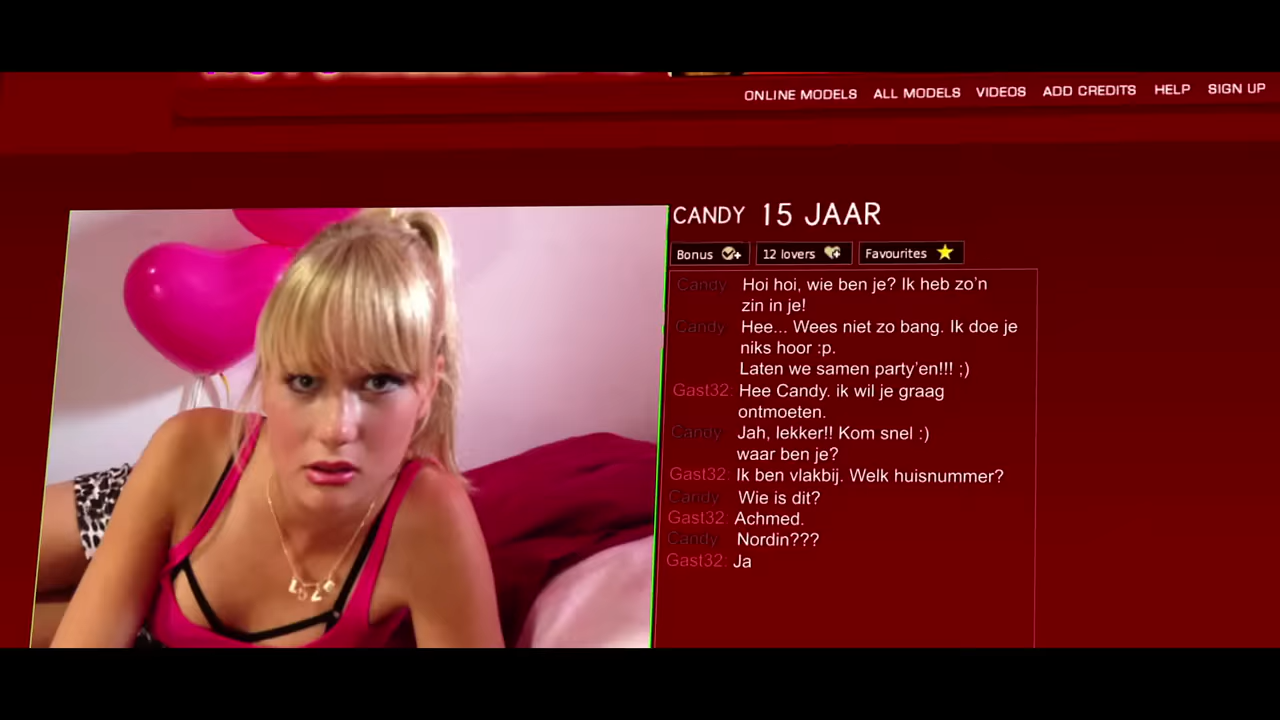 ONLINE MODELS ALL MODELS VIDEOS ADD CREDITS HELP SIGN UP
CANDY 15 JAAR
Bonus 12 lovers Favourites
Candy Hoi hoi, wie ben je? Ik heb zo'n
zin in je!
Candy Hee... Wees niet zo bang. Ik doe je
niks hoor :p.
Laten we samen party'en!!! ;)
Gast32: Hee Candy. ik wil je graag
ontmoeten.
Candy Jah, lekker!! Kom snel :)
waar ben je?
Gast32: Ik ben vlakbij. Welk huisnummer?
Candy Wie is dit?
Gast32: Achmed.
Candy Nordin???
Gast32: Ja